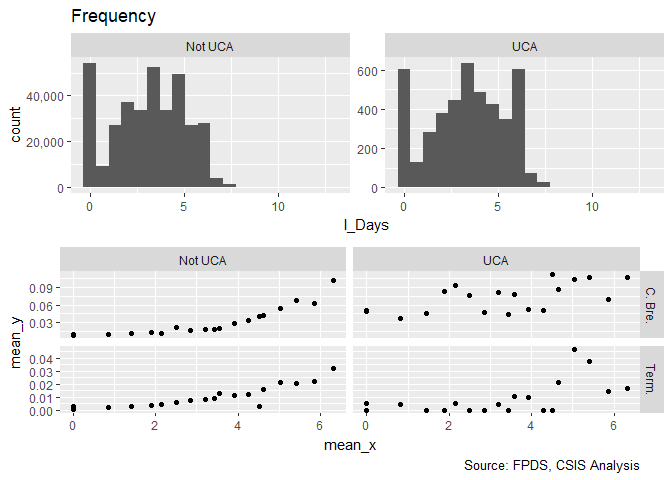 Frequency
Not UCA
UCA
count
40,000
20,000
0
600
400
200
0
0
5
10
0
5
10
l_Days
Not UCA
UCA
mean_y
0.09
0.06
0.03
C. Bre.
0.04
0.03
0.02
0.01
0.00
Term.
0
2
4
6
0
2
4
6
mean_x
Source: FPDS, CSIS Analysis